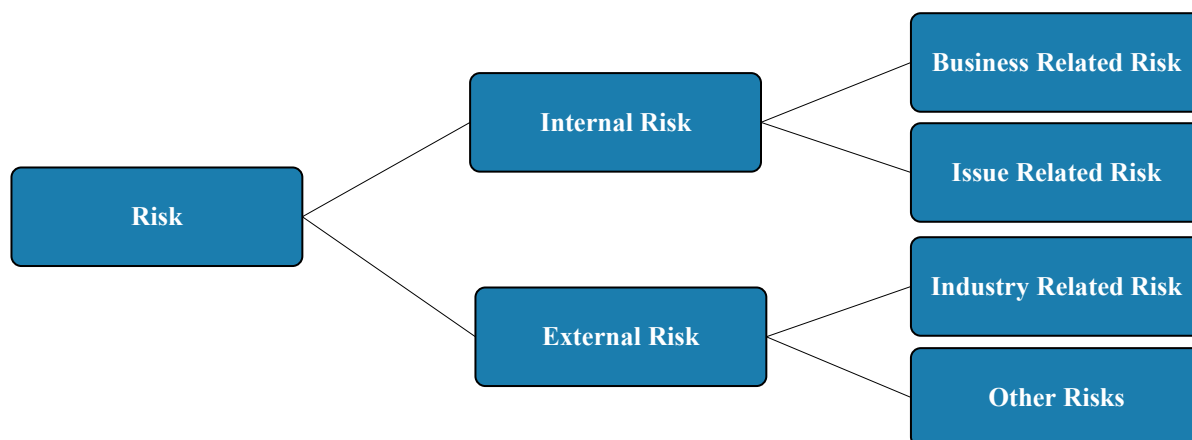 Risk
Internal Risk
External Risk
Business Related Risk
Issue Related Risk
Industry Related Risk
Other Risks